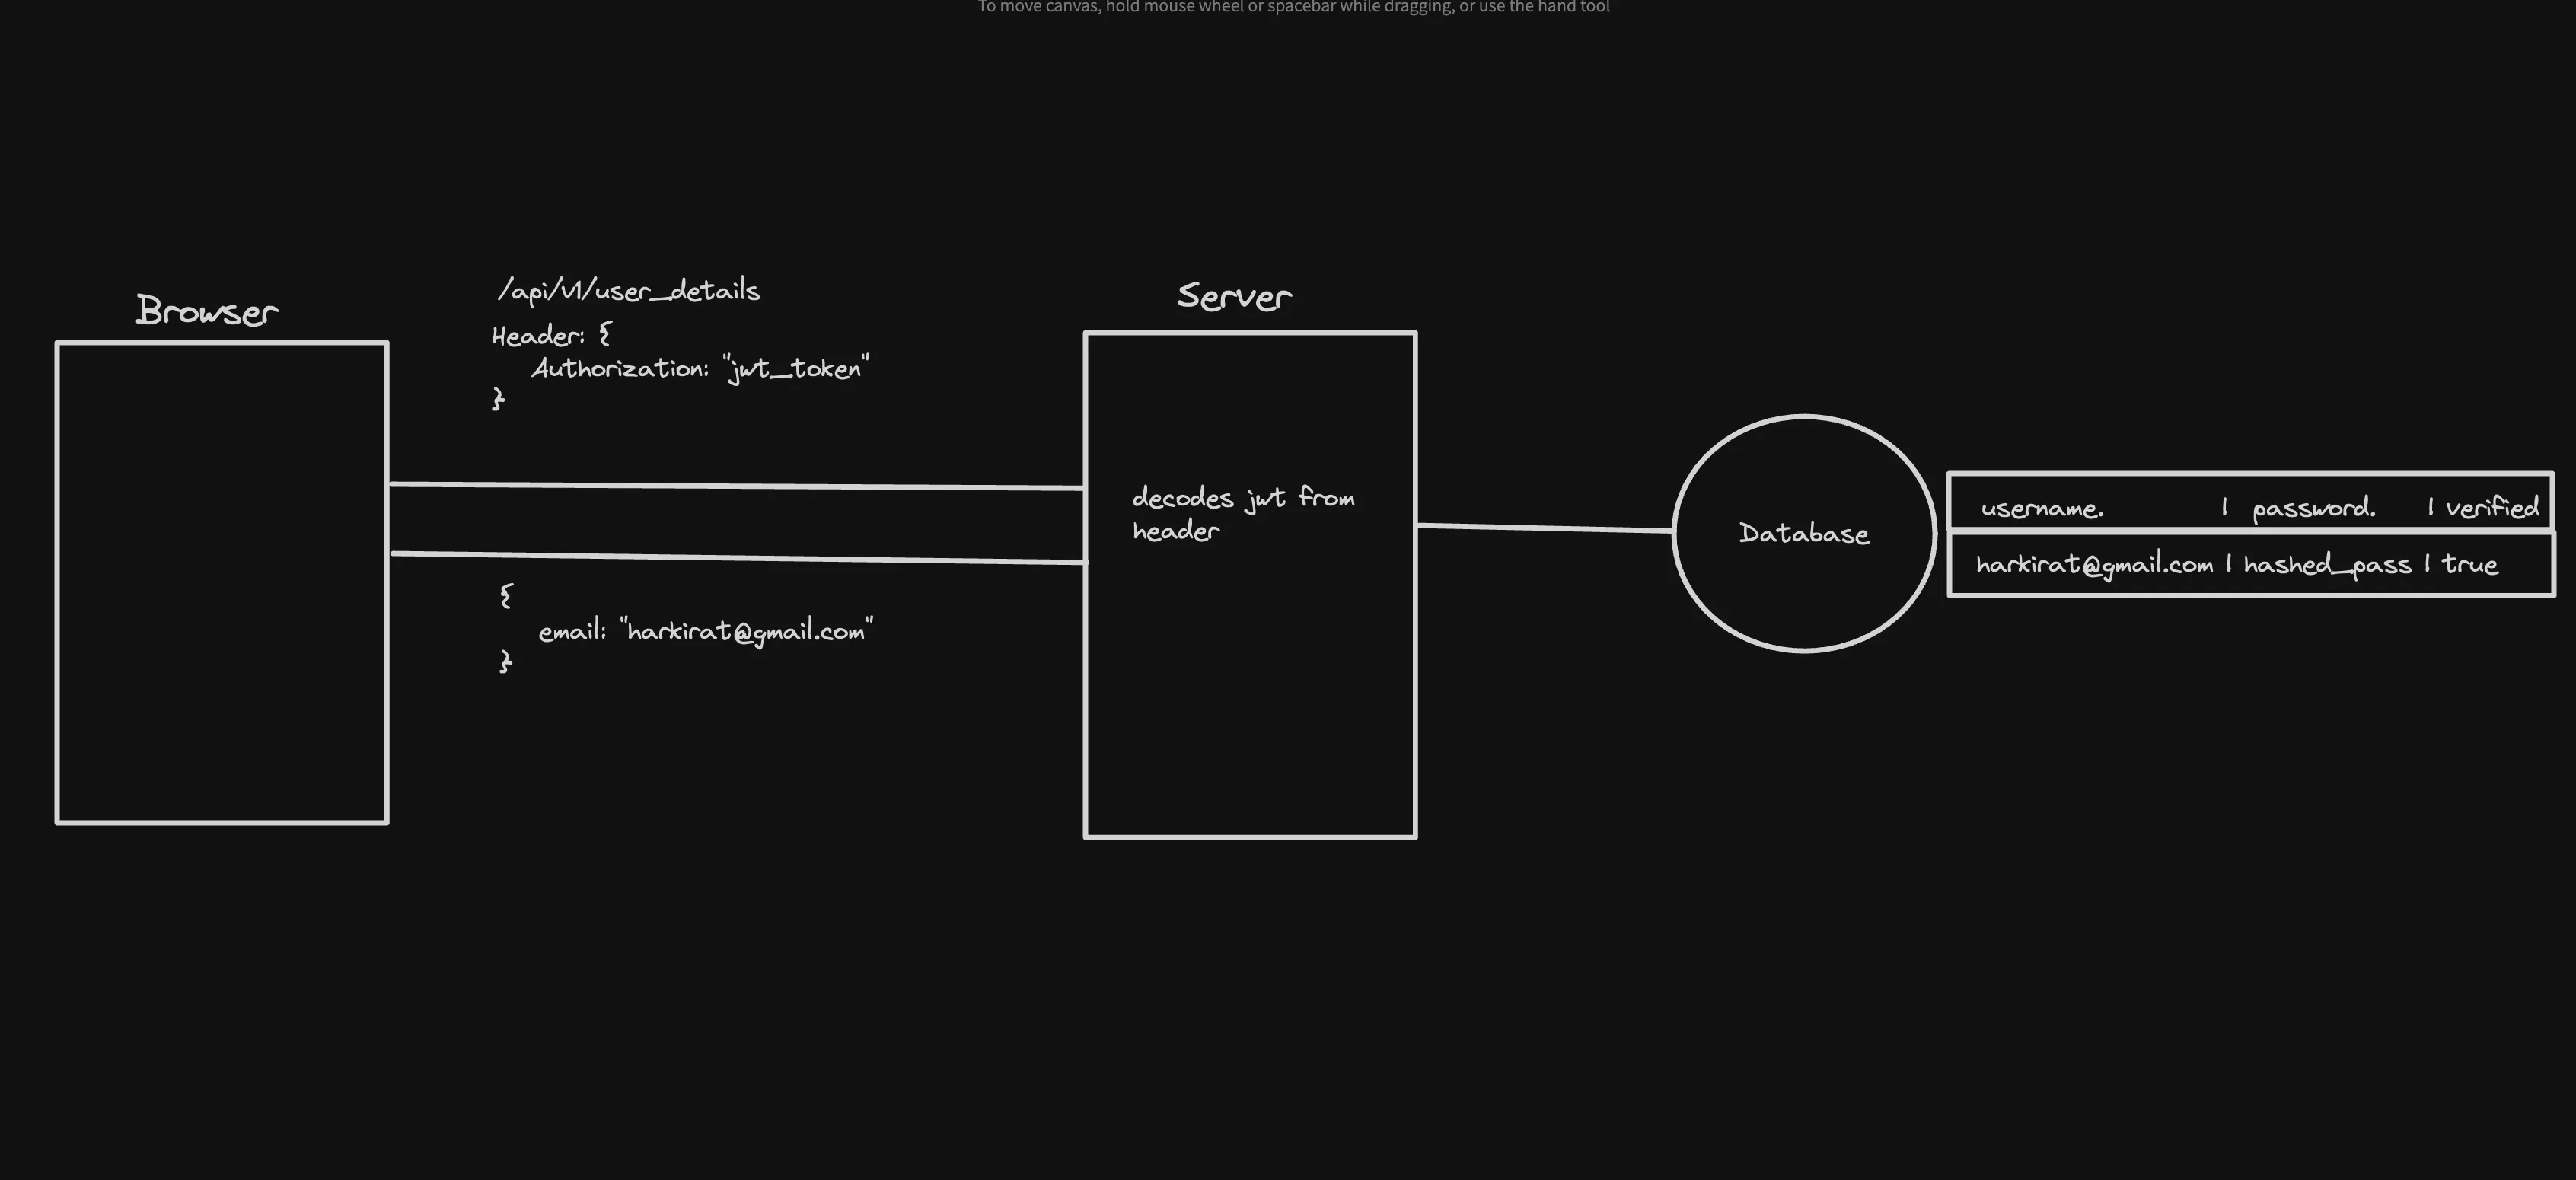 To move canvas, hold mouse wheel or spacebar while dragging, or use the hand tool
Browser
/api/v1/user_details
Header: {
Authorization: "jwt_token"
}
{
email: "harkirat@gmail.com"
}
Server
decodes jwt from
header
Database
username. | password. | verified
harkirat@gmail.com | hashed_pass | true